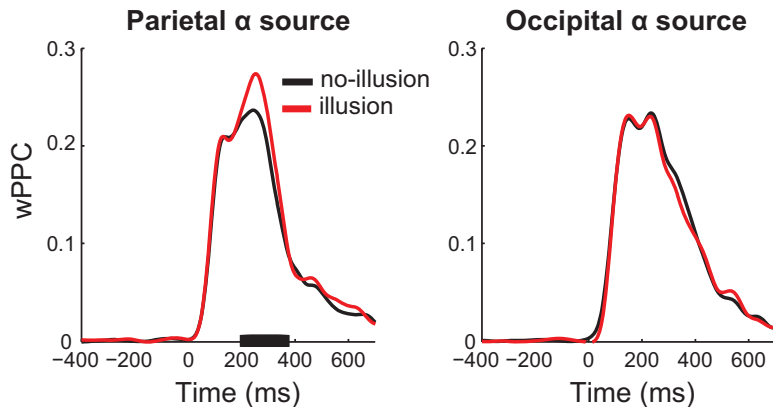 Parietal α source
Occipital α source
0.3
0.2
0.1
0
wPPC
no-illusion
illusion
−400 −200 0 200 400 600
Time (ms)
0.3
0.2
0.1
0
−400 −200 0 200 400 600
Time (ms)